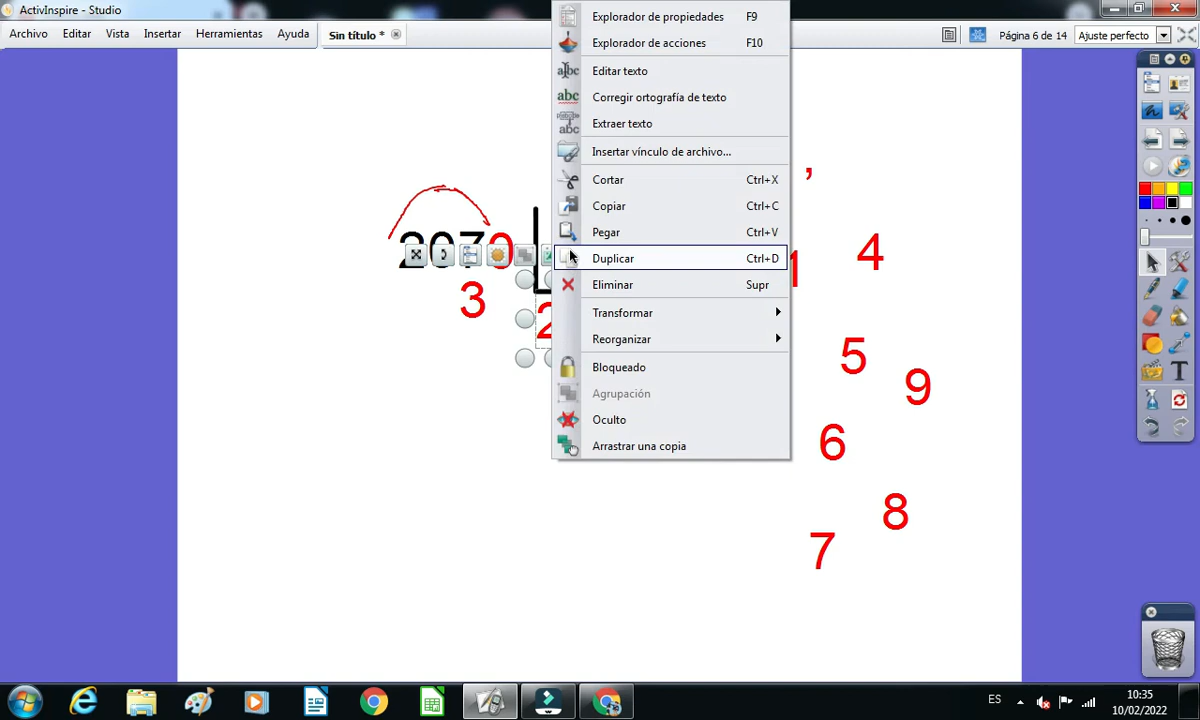 ActivInspire - Studio
Archivo Editar Vista Insertar Herramientas Ayuda Sin título *
Página 6 de 14 Ajuste perfecto
Explorador de propiedades F9
Explorador de acciones F10
Editar texto
Corregir ortografía de texto
Extraer texto
Insertar vínculo de archivo...
Cortar Ctrl+X
Copiar Ctrl+C
Pegar Ctrl+V
Duplicar Ctrl+D
Eliminar Supr
Transformar
Reorganizar
Bloqueado
Agrupación
Oculto
Arrastrar una copia
,
2070
1
4
3
2
5
9
6
8
7
ES
10:35
10/02/2022